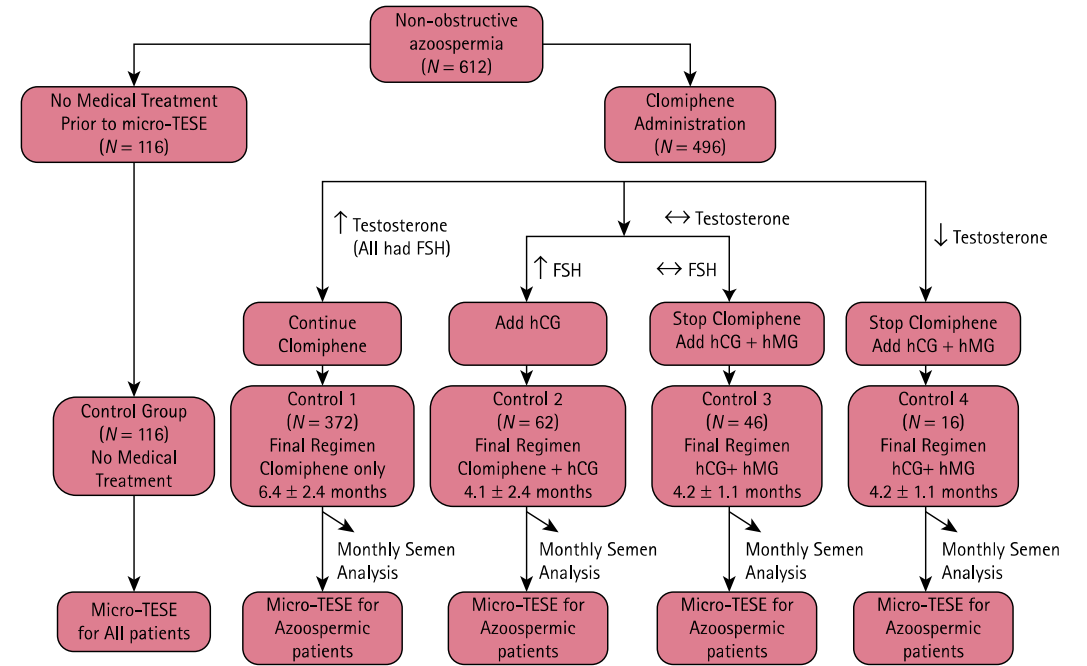 Non-obstructive
azoospermia
(N = 612)
No Medical Treatment
Prior to micro-TESE
(N = 116)
Clomiphene
Administration
(N = 496)
↑ Testosterone
(All had FSH)
↔ Testosterone
↓ Testosterone
↑ FSH
↔ FSH
Continue
Clomiphene
Add hCG
Stop Clomiphene
Add hCG + hMG
Stop Clomiphene
Add hCG + hMG
Control Group
(N = 116)
No Medical
Treatment
Control 1
(N = 372)
Final Regimen
Clomiphene only
6.4 ± 2.4 months
Control 2
(N = 62)
Final Regimen
Clomiphene + hCG
4.1 ± 2.4 months
Control 3
(N = 46)
Final Regimen
hCG+ hMG
4.2 ± 1.1 months
Control 4
(N = 16)
Final Regimen
hCG+ hMG
4.2 ± 1.1 months
Monthly Semen
Analysis
Monthly Semen
Analysis
Monthly Semen
Analysis
Monthly Semen
Analysis
Micro-TESE
for All patients
Micro-TESE for
Azoospermic
patients
Micro-TESE for
Azoospermic
patients
Micro-TESE for
Azoospermic
patients
Micro-TESE for
Azoospermic
patients